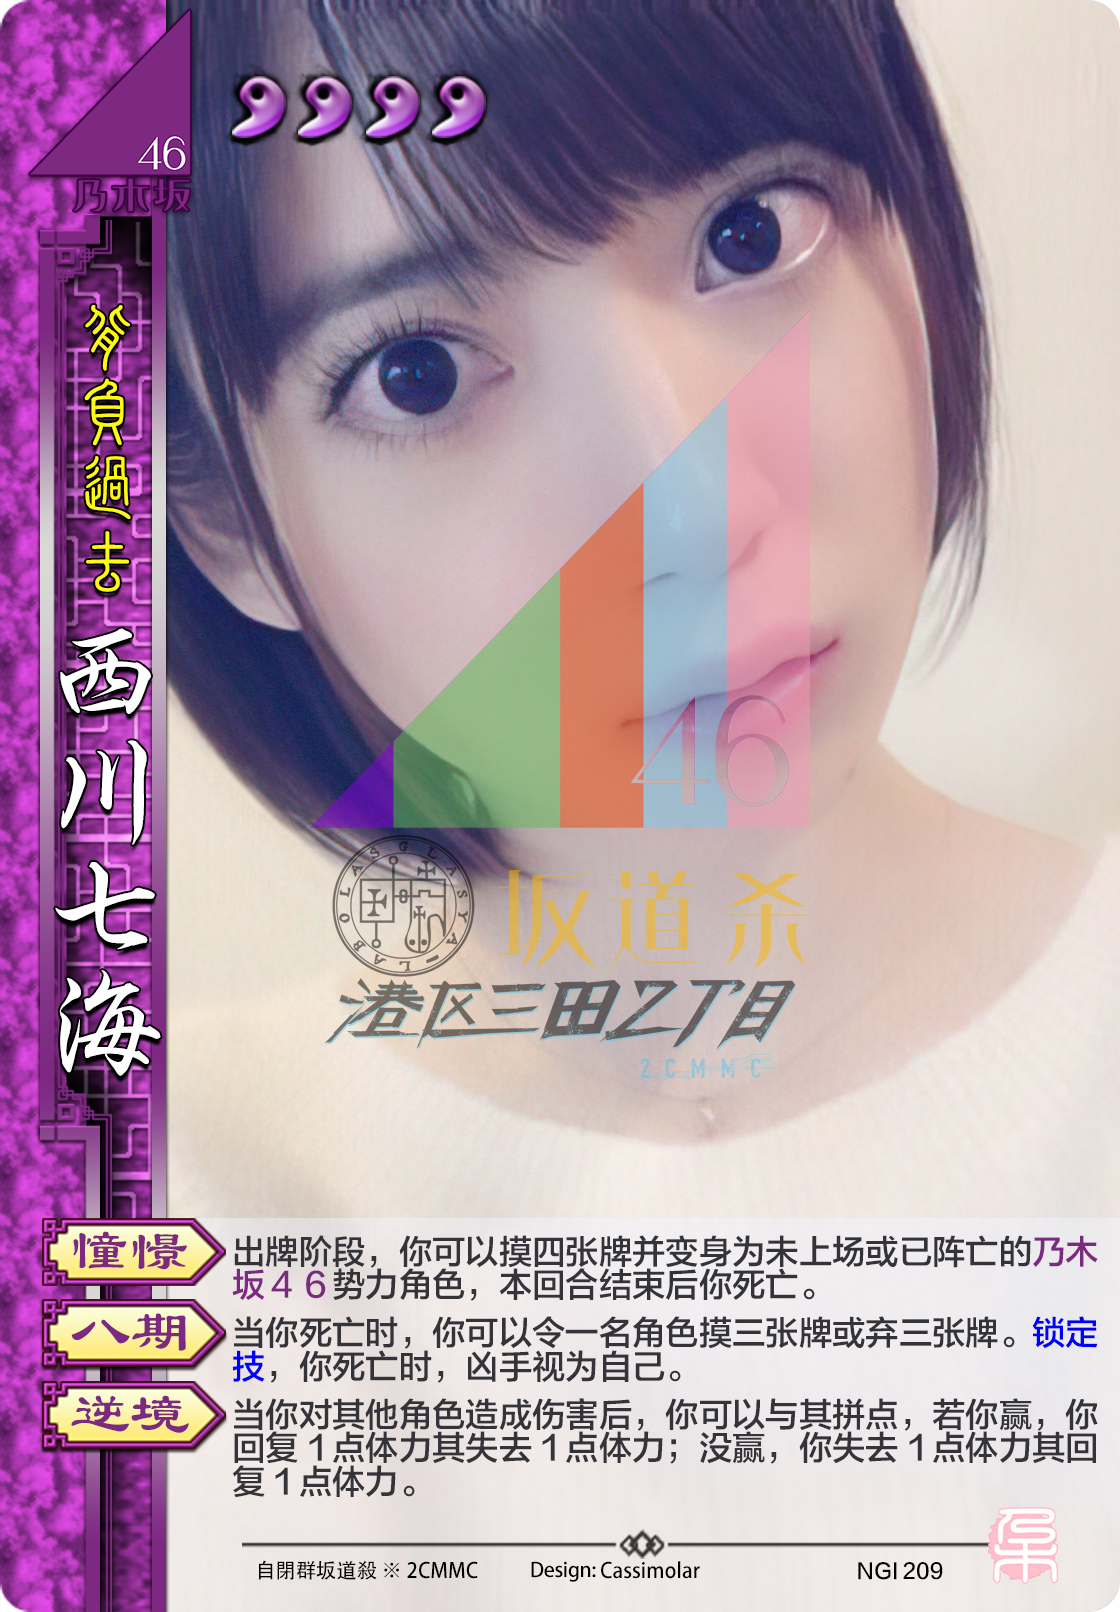 46
乃木坂
背負過去
西川七海
46
GLASYA-LABOLAS
坂道杀
港区三田乙丁目
2CMMC
憧憬
出牌阶段，你可以摸四张牌并变身为未上场或已阵亡的乃木
坂４６势力角色，本回合结束后你死亡。
八期
当你死亡时，你可以令一名角色摸三张牌或弃三张牌。锁定
技，你死亡时，凶手视为自己。
逆境
当你对其他角色造成伤害后，你可以与其拼点，若你赢，你
回复１点体力其失去１点体力；没赢，你失去１点体力其回
复１点体力。
自閉群坂道殺 ※ 2CMMC
Design: Cassimolar
NGI 209